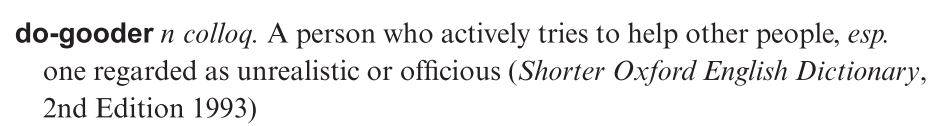 do-gooder n colloq. A person who actively tries to help other people, esp.
one regarded as unrealistic or officious (Shorter Oxford English Dictionary,
2nd Edition 1993)